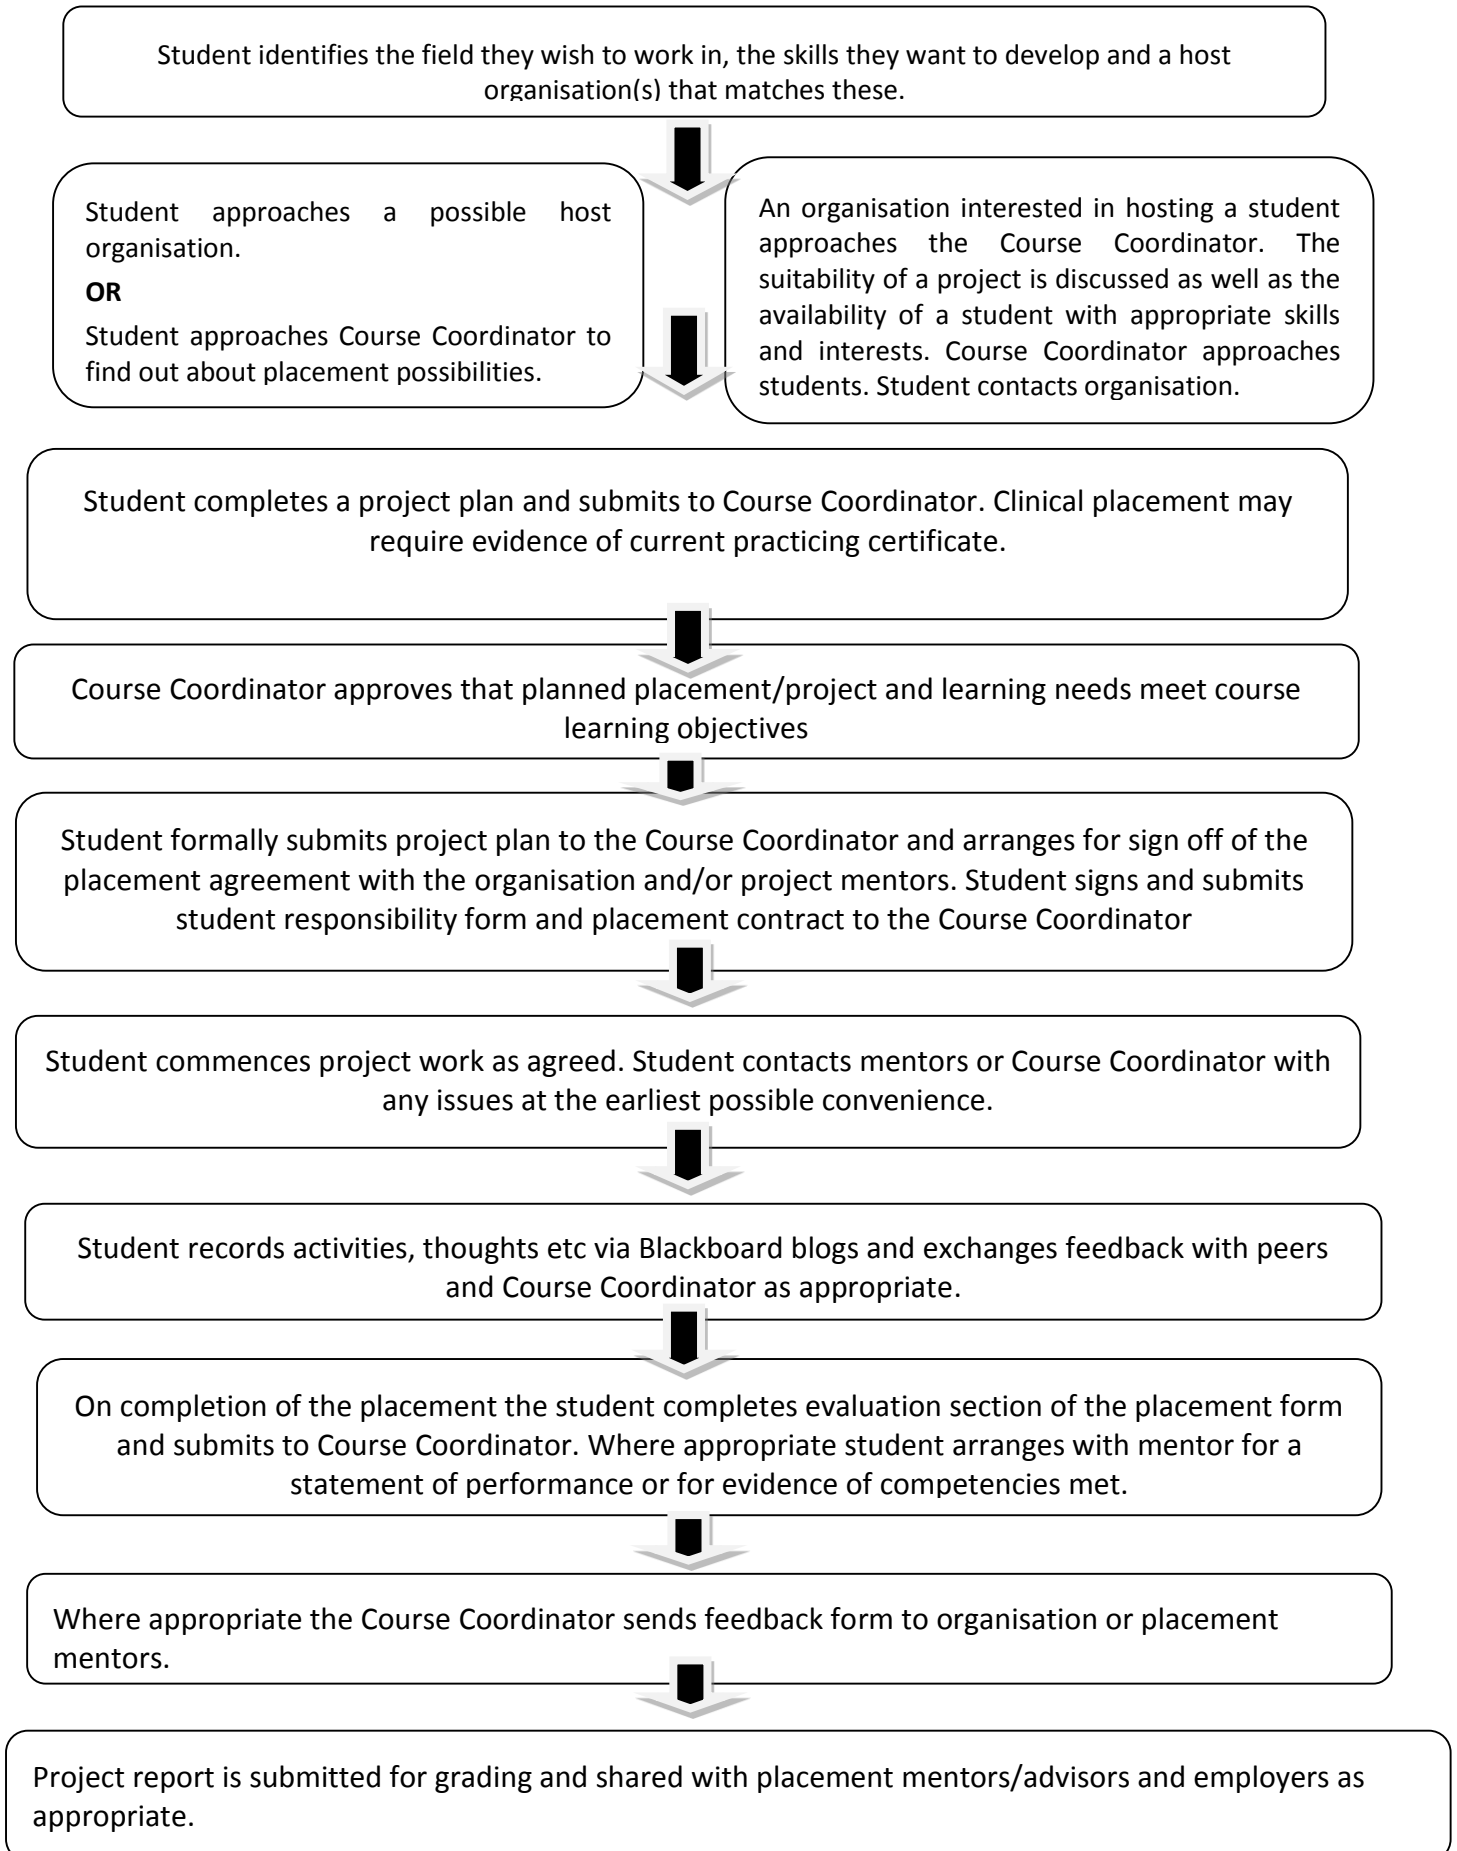 Student identifies the field they wish to work in, the skills they want to develop and a host
organisation(s) that matches these.
Student approaches a possible host
organisation.
OR
Student approaches Course Coordinator to
find out about placement possibilities.
An organisation interested in hosting a student
approaches the Course Coordinator. The
suitability of a project is discussed as well as the
availability of a student with appropriate skills
and interests. Course Coordinator approaches
students. Student contacts organisation.
Student completes a project plan and submits to Course Coordinator. Clinical placement may
require evidence of current practicing certificate.
Course Coordinator approves that planned placement/project and learning needs meet course
learning objectives
Student formally submits project plan to the Course Coordinator and arranges for sign off of the
placement agreement with the organisation and/or project mentors. Student signs and submits
student responsibility form and placement contract to the Course Coordinator
Student commences project work as agreed. Student contacts mentors or Course Coordinator with
any issues at the earliest possible convenience.
Student records activities, thoughts etc via Blackboard blogs and exchanges feedback with peers
and Course Coordinator as appropriate.
On completion of the placement the student completes evaluation section of the placement form
and submits to Course Coordinator. Where appropriate student arranges with mentor for a
statement of performance or for evidence of competencies met.
Where appropriate the Course Coordinator sends feedback form to organisation or placement
mentors.
Project report is submitted for grading and shared with placement mentors/advisors and employers as
appropriate.